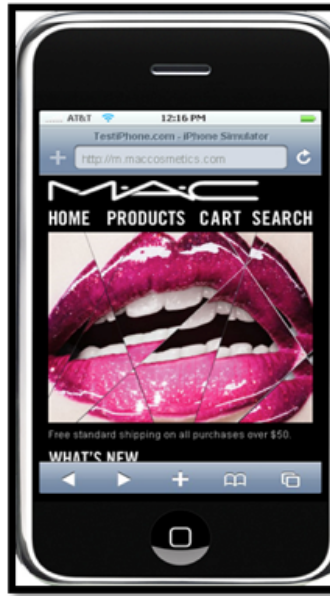 AT&T 12:16 PM
TestiPhone.com - iPhone Simulator
http://m.maccosmetics.com
M·A·C
HOME PRODUCTS CART SEARCH
Free standard shipping on all purchases over $50.
WHAT'S NEW